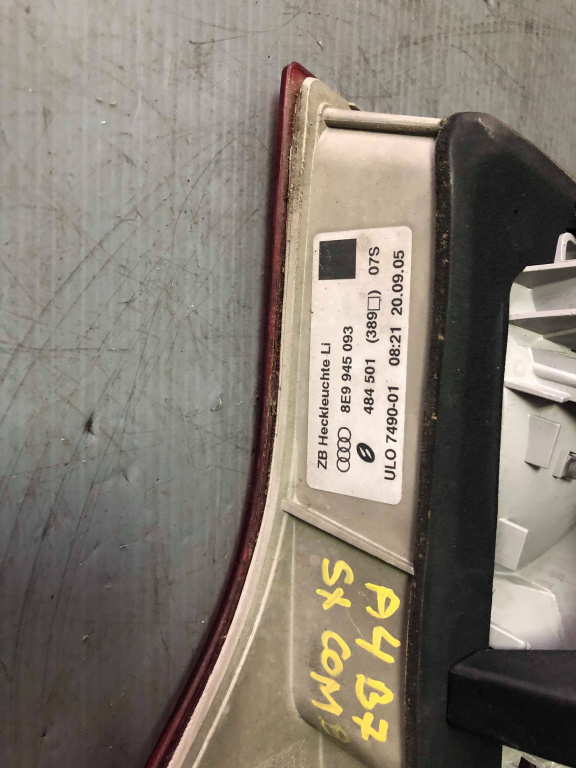 ZB Heckleuchte Li
8E9 945 093
484 501 (389□) 07S
ULO 7490-01 08:21 20.09.05
A4 B7
SX COMB